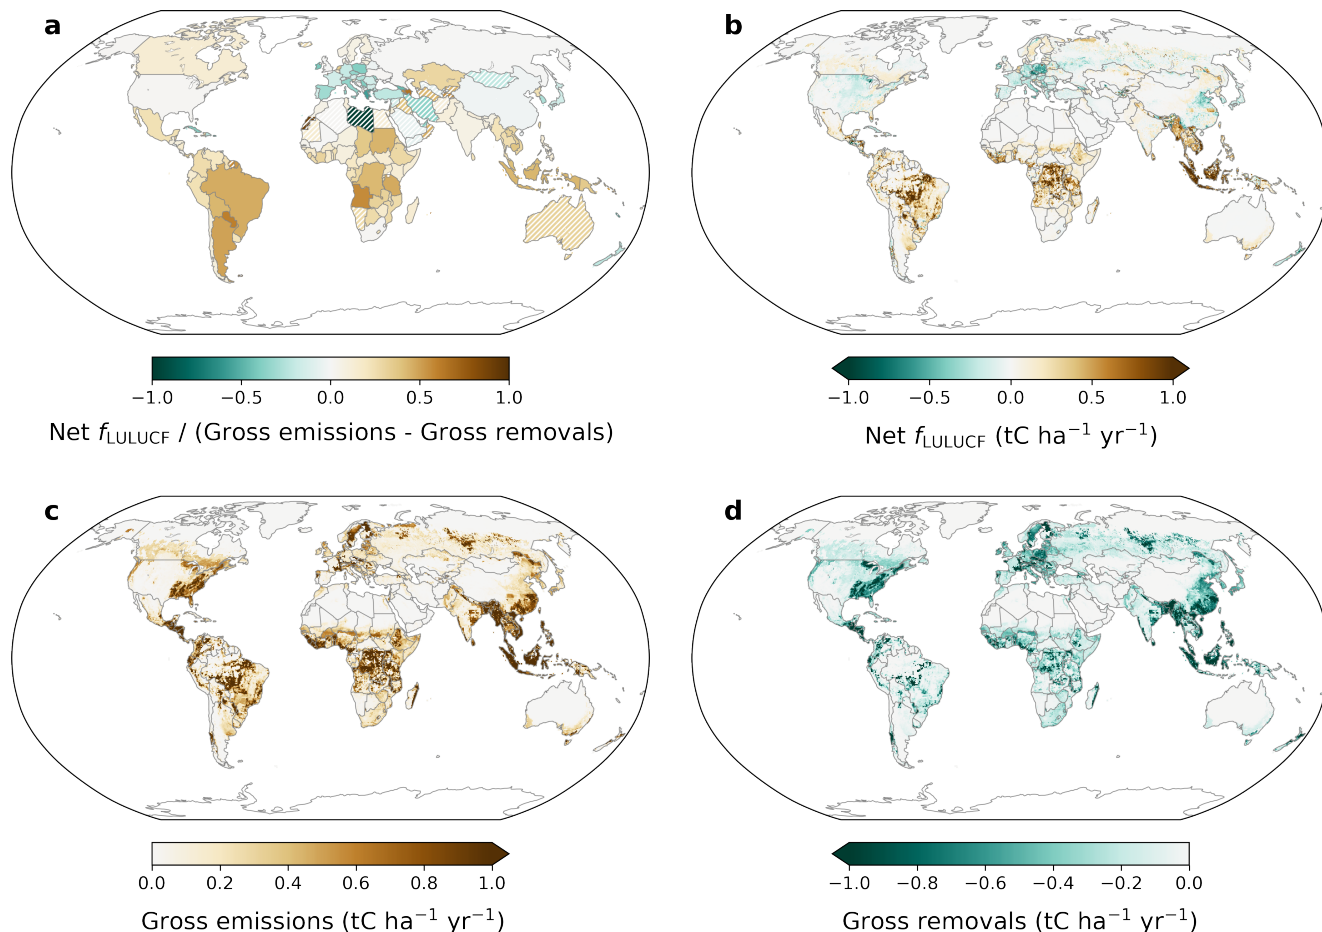 a
b
−1.0 −0.5 0.0 0.5 1.0
Net f_LULUCF / (Gross emissions - Gross removals)
−1.0 −0.5 0.0 0.5 1.0
Net f_LULUCF (tC ha⁻¹ yr⁻¹)
c
d
0.0 0.2 0.4 0.6 0.8 1.0
Gross emissions (tC ha⁻¹ yr⁻¹)
−1.0 −0.8 −0.6 −0.4 −0.2 0.0
Gross removals (tC ha⁻¹ yr⁻¹)